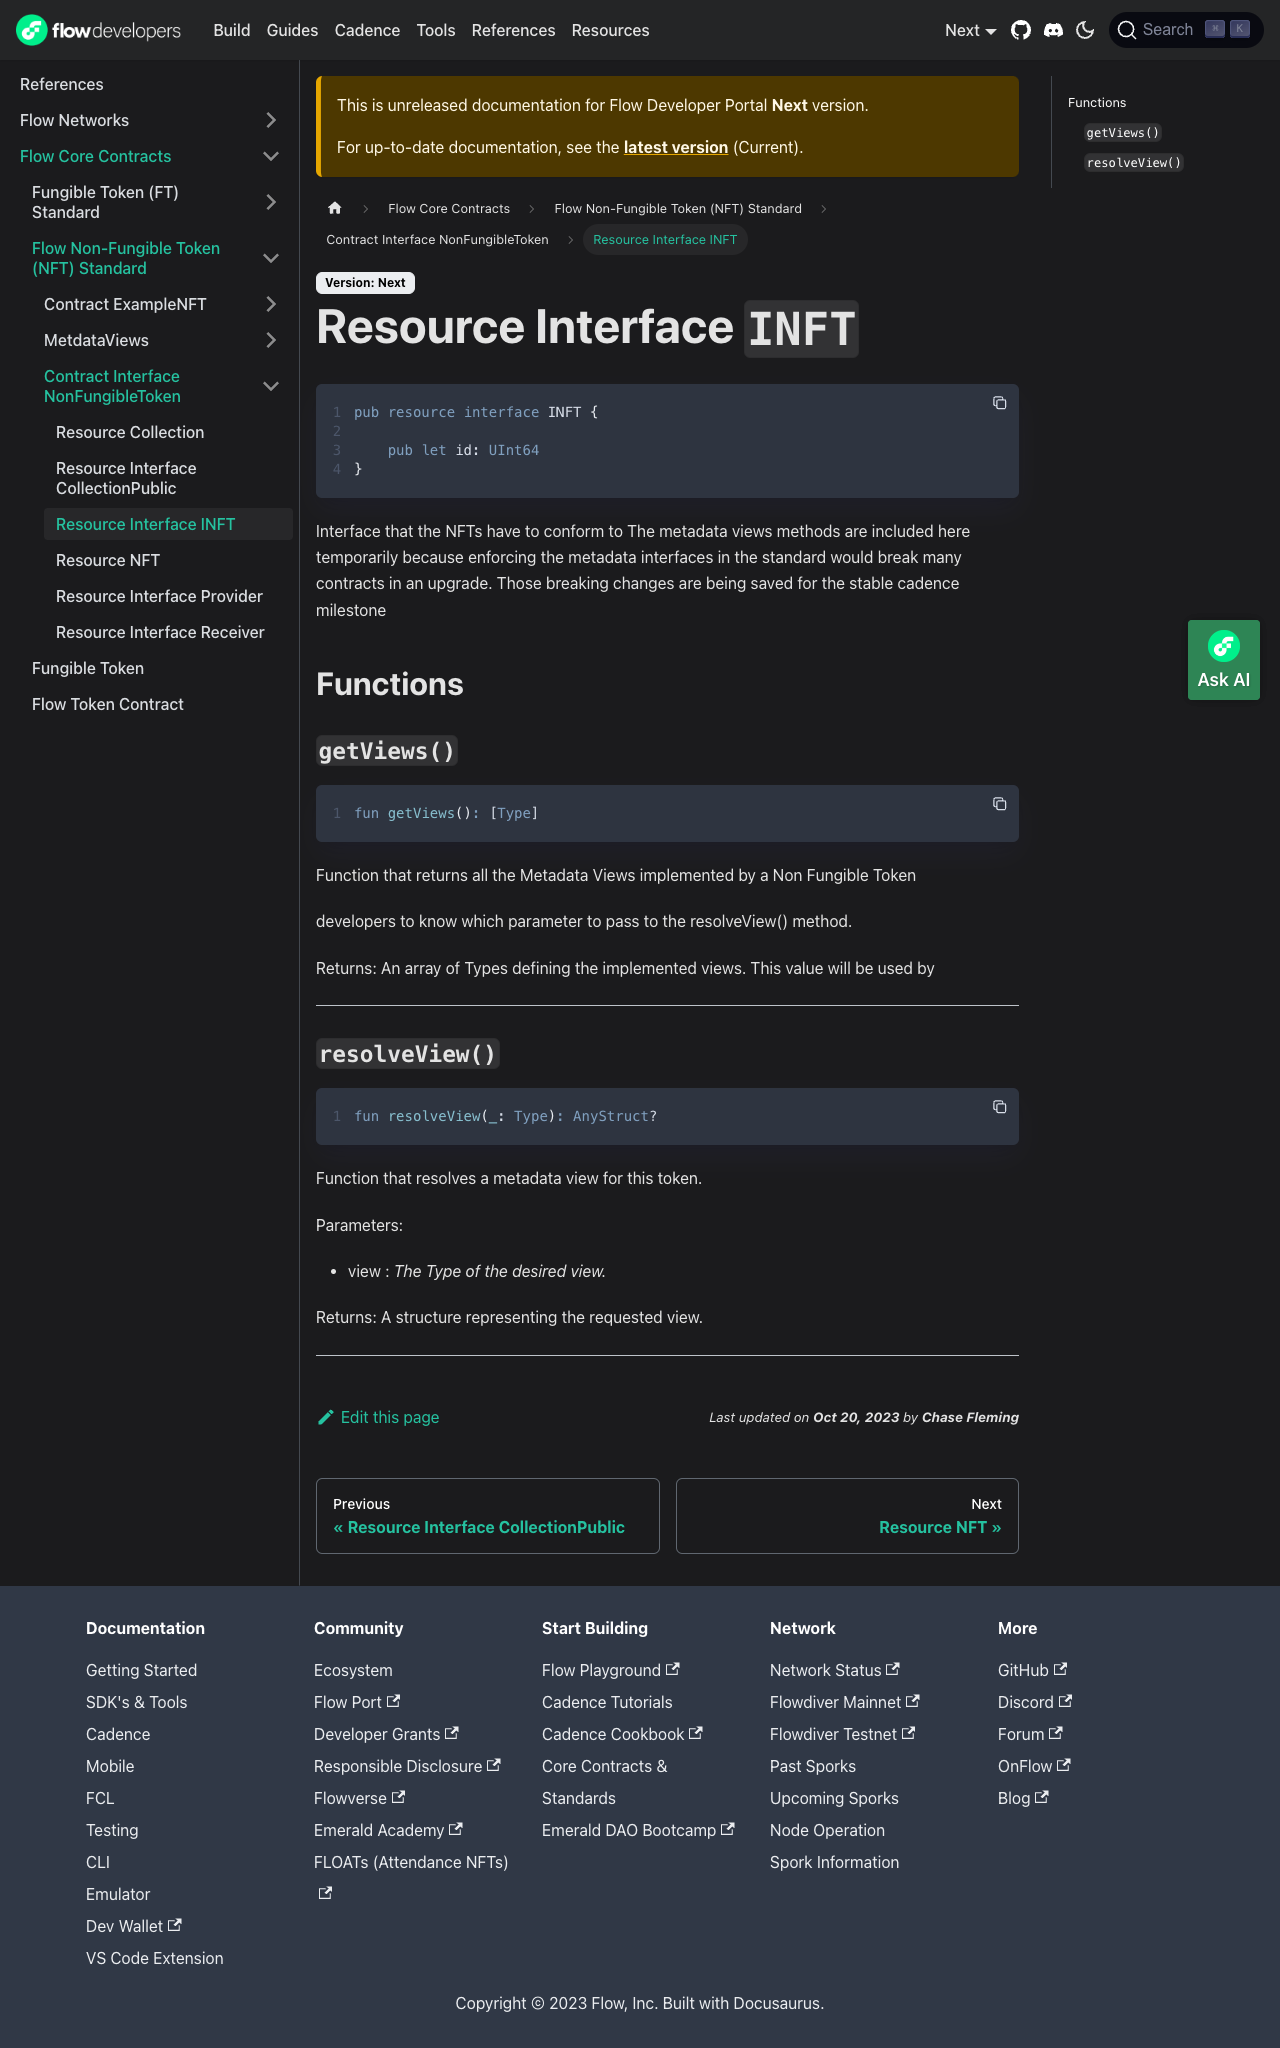 flowdevelopers
Build
Guides
Cadence
Tools
References
Resources
Next
Search
⌘ K
References
Flow Networks
Flow Core Contracts
Fungible Token (FT)
Standard
Flow Non-Fungible Token
(NFT) Standard
Contract ExampleNFT
MetdataViews
Contract Interface
NonFungibleToken
Resource Collection
Resource Interface
CollectionPublic
Resource Interface INFT
Resource NFT
Resource Interface Provider
Resource Interface Receiver
Fungible Token
Flow Token Contract
This is unreleased documentation for Flow Developer Portal Next version.
For up-to-date documentation, see the latest version (Current).
Flow Core Contracts
Flow Non-Fungible Token (NFT) Standard
Contract Interface NonFungibleToken
Resource Interface INFT
Version: Next
Resource Interface INFT
1 pub resource interface INFT {
2
3 pub let id: UInt64
4 }
Interface that the NFTs have to conform to The metadata views methods are included here
temporarily because enforcing the metadata interfaces in the standard would break many
contracts in an upgrade. Those breaking changes are being saved for the stable cadence
milestone
Functions
getViews()
1 fun getViews(): [Type]
Function that returns all the Metadata Views implemented by a Non Fungible Token
developers to know which parameter to pass to the resolveView() method.
Returns: An array of Types defining the implemented views. This value will be used by
resolveView()
1 fun resolveView(_: Type): AnyStruct?
Function that resolves a metadata view for this token.
Parameters:
• view : The Type of the desired view.
Returns: A structure representing the requested view.
Edit this page
Last updated on Oct 20, 2023 by Chase Fleming
Previous
« Resource Interface CollectionPublic
Next
Resource NFT »
Functions
getViews()
resolveView()
Ask AI
Documentation
Getting Started
SDK's & Tools
Cadence
Mobile
FCL
Testing
CLI
Emulator
Dev Wallet
VS Code Extension
Community
Ecosystem
Flow Port
Developer Grants
Responsible Disclosure
Flowverse
Emerald Academy
FLOATs (Attendance NFTs)
Start Building
Flow Playground
Cadence Tutorials
Cadence Cookbook
Core Contracts &
Standards
Emerald DAO Bootcamp
Network
Network Status
Flowdiver Mainnet
Flowdiver Testnet
Past Sporks
Upcoming Sporks
Node Operation
Spork Information
More
GitHub
Discord
Forum
OnFlow
Blog
Copyright © 2023 Flow, Inc. Built with Docusaurus.